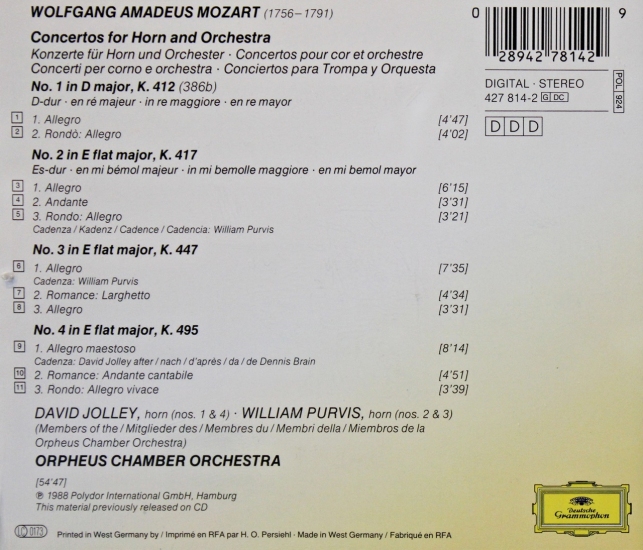 WOLFGANG AMADEUS MOZART (1756–1791)
Concertos for Horn and Orchestra
Konzerte für Horn und Orchester · Concertos pour cor et orchestre
Concerti per corno e orchestra · Conciertos para Trompa y Orquesta
No. 1 in D major, K. 412 (386b)
D-dur · en ré majeur · in re maggiore · en re mayor
1 1. Allegro [4'47]
2 2. Rondò: Allegro [4'02]
No. 2 in E flat major, K. 417
Es-dur · en mi bémol majeur · in mi bemolle maggiore · en mi bemol mayor
3 1. Allegro [6'15]
4 2. Andante [3'31]
5 3. Rondo: Allegro [3'21]
Cadenza / Kadenz / Cadence / Cadencia: William Purvis
No. 3 in E flat major, K. 447
6 1. Allegro [7'35]
Cadenza: William Purvis
7 2. Romance: Larghetto [4'34]
8 3. Allegro [3'31]
No. 4 in E flat major, K. 495
9 1. Allegro maestoso [8'14]
Cadenza: David Jolley after / nach / d'après / da / de Dennis Brain
10 2. Romance: Andante cantabile [4'51]
11 3. Rondo: Allegro vivace [3'39]
DAVID JOLLEY, horn (nos. 1 & 4) · WILLIAM PURVIS, horn (nos. 2 & 3)
(Members of the / Mitglieder des / Membres du / Membri della / Miembros de la
Orpheus Chamber Orchestra)
ORPHEUS CHAMBER ORCHESTRA
[54'47]
℗ 1988 Polydor International GmbH, Hamburg
This material previously released on CD
LC 0173
Printed in West Germany by / Imprimé en RFA par H. O. Persiehl · Made in West Germany / Fabriqué en RFA
0 28942 78142 9
DIGITAL · STEREO
427 814-2 G DC
POL 924
D D D
Deutsche
Grammophon